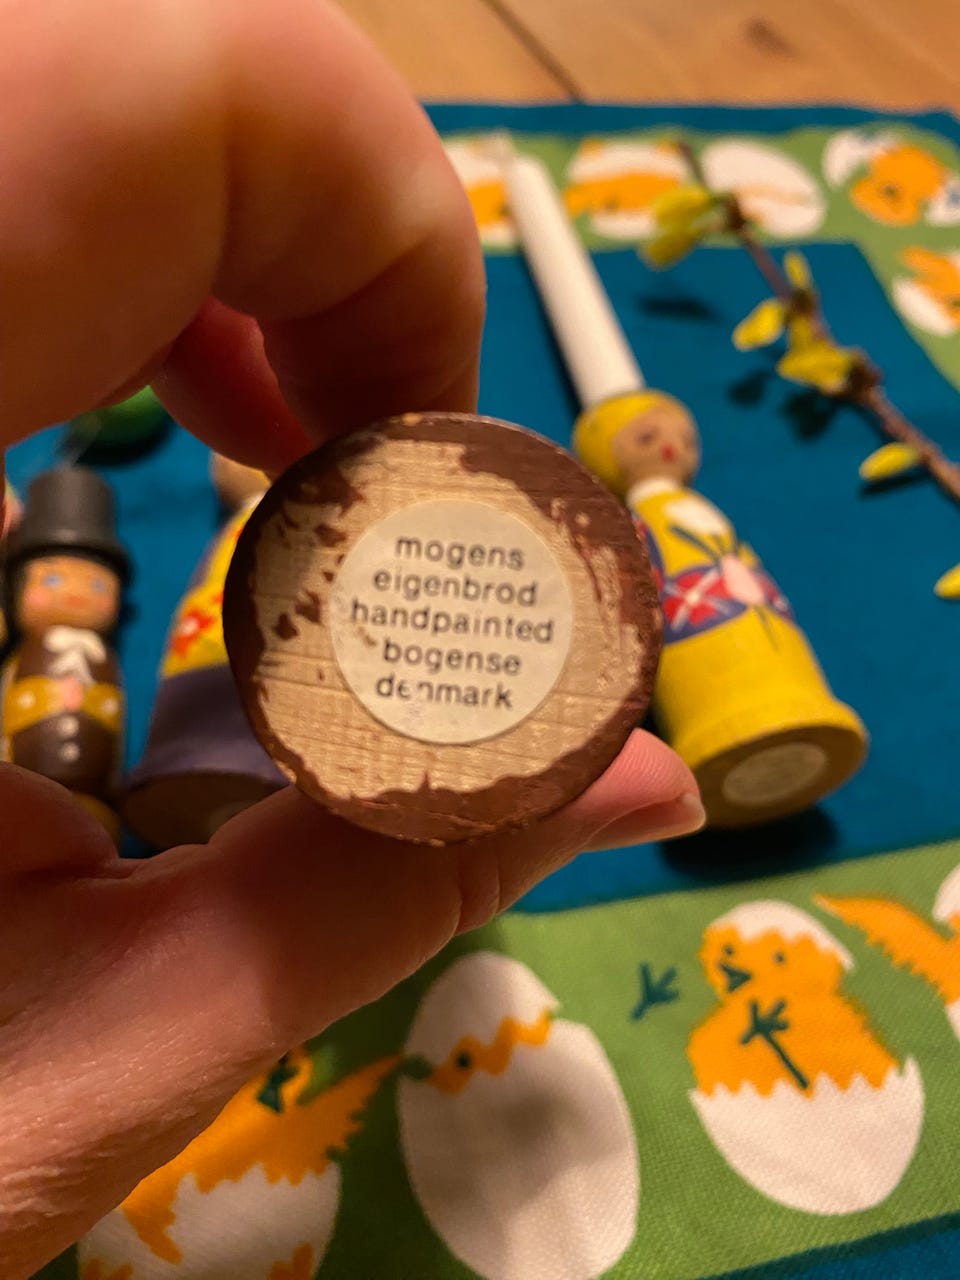 mogens
eigenbrod
handpainted
bogense
denmark